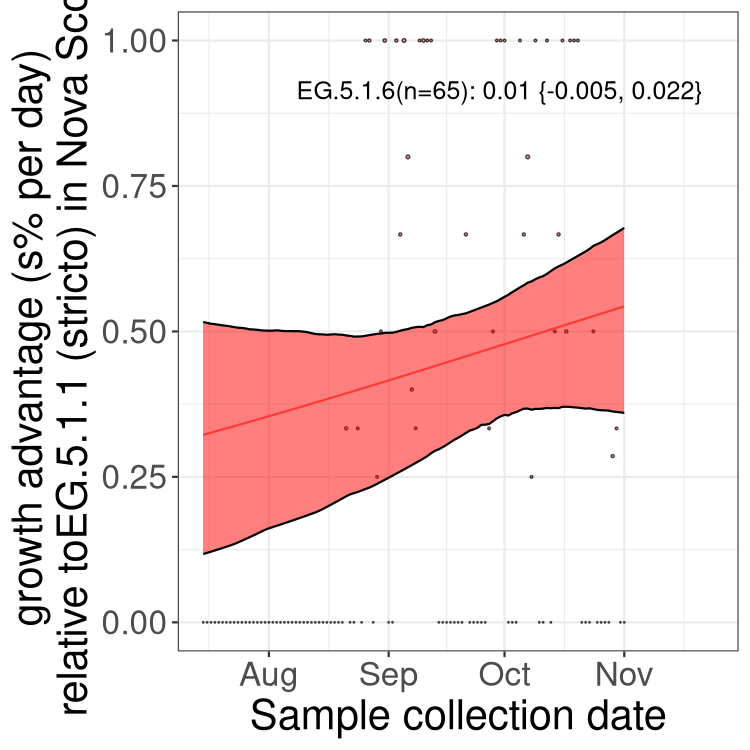 growth advantage (s% per day)
relative toEG.5.1.1 (stricto) in Nova Sco
1.00
0.75
0.50
0.25
0.00
EG.5.1.6(n=65): 0.01 {-0.005, 0.022}
Aug Sep Oct Nov
Sample collection date